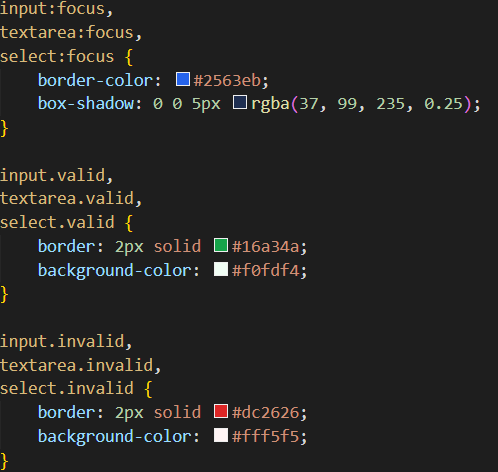 input:focus,
textarea:focus,
select:focus {
    border-color: #2563eb;
    box-shadow: 0 0 5px rgba(37, 99, 235, 0.25);
}

input.valid,
textarea.valid,
select.valid {
    border: 2px solid #16a34a;
    background-color: #f0fdf4;
}

input.invalid,
textarea.invalid,
select.invalid {
    border: 2px solid #dc2626;
    background-color: #fff5f5;
}